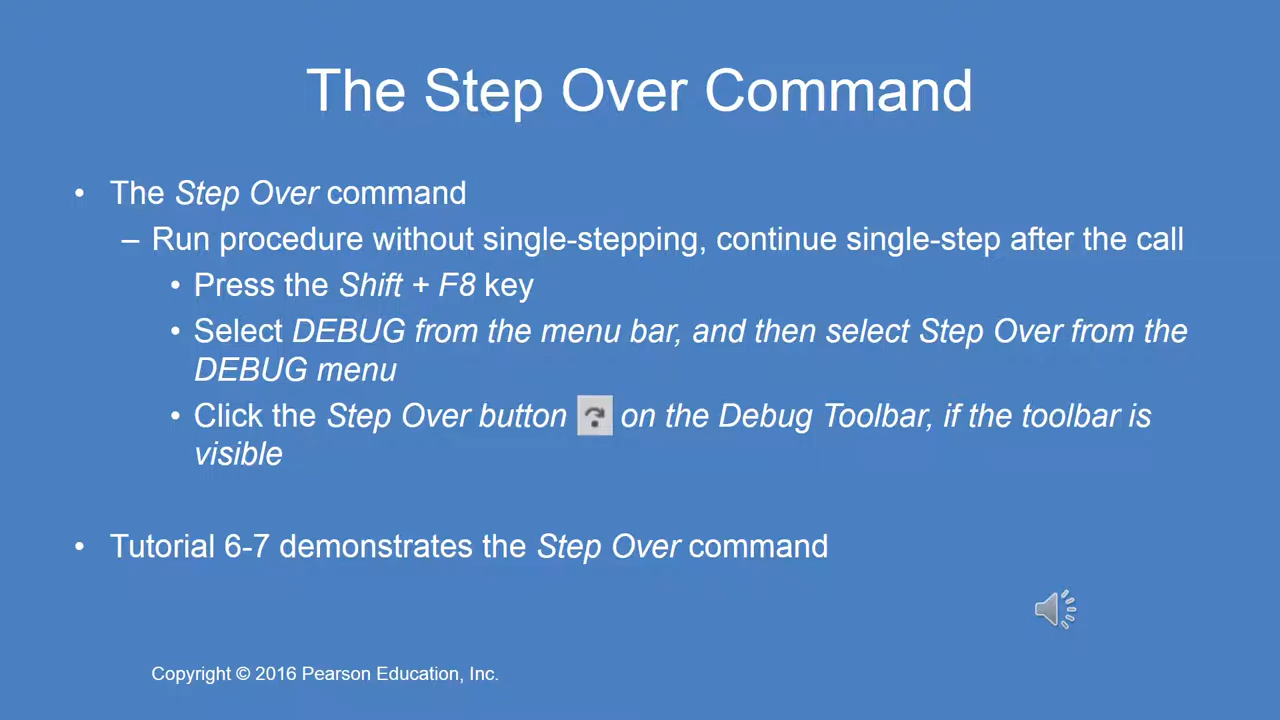 The Step Over Command
• The Step Over command
– Run procedure without single-stepping, continue single-step after the call
• Press the Shift + F8 key
• Select DEBUG from the menu bar, and then select Step Over from the
DEBUG menu
• Click the Step Over button on the Debug Toolbar, if the toolbar is
visible
• Tutorial 6-7 demonstrates the Step Over command
Copyright © 2016 Pearson Education, Inc.